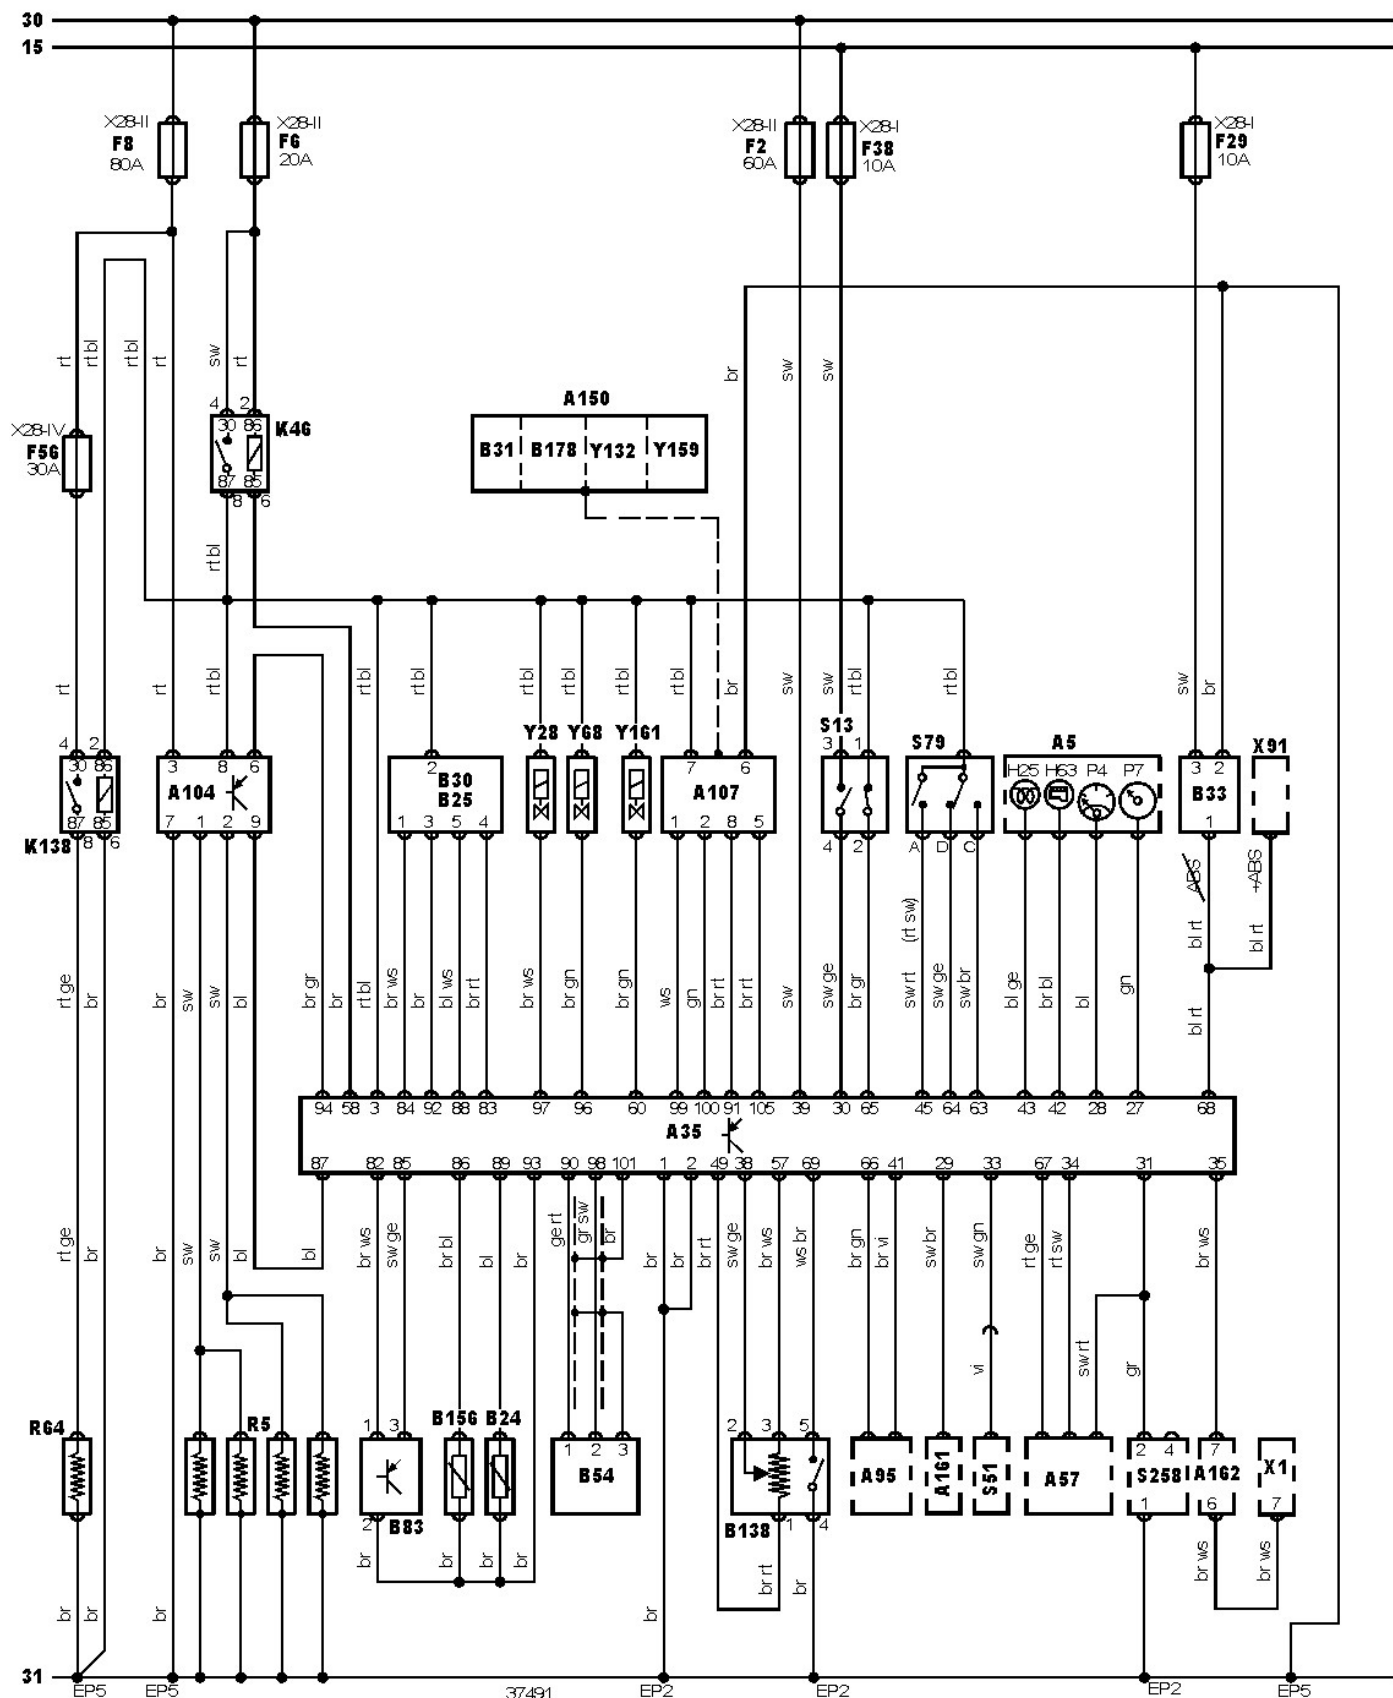 30
15
X28-II
F8
80A
X28-II
F6
20A
X28-II
F2
60A
X28-I
F38
10A
X28-I
F29
10A
rt
rt bl
rt bl
rt
sw
rt
br
sw
sw
4 2
30 86
K46
87 85
8 6
X28-IV
F56
30A
A150
B31 B178 Y132 Y159
rt bl
rt
rt
rt bl
rt bl
rt bl
rt bl
rt bl
rt bl
rt bl
br
sw
sw
rt bl
rt bl
sw
br
4 2
30 86
87 85
8 6
K138
3 8 6
A104
7 1 2 9
2
B30
B25
1 3 5 4
Y28 Y68 Y161
7 6
A107
1 2 8 5
S13
3 1
4 2
S79
A D C
A5
H25 H63 P4 P7
3 2
B33
1
X91
ABS
+ABS
bl rt
bl rt
(rt sw)
rt ge
br
br
sw
sw
bl
br gr
br
rt bl
br ws
br
bl ws
br rt
br ws
br gn
br gn
ws
gn
br rt
br rt
sw
sw ge
br gr
sw rt
sw ge
sw br
bl ge
br bl
bl
gn
bl rt
94 58 3 84 92 88 83 97 96 60 99 100 91 105 39 30 65 45 64 63 43 42 28 27 68
A35
87 82 85 86 89 93 90 98 101 1 2 49 38 57 69 66 41 29 33 67 34 31 35
rt ge
br
br
sw
sw
bl
bl
br ws
sw ge
br bl
bl
br
ge rt
gr sw
br
br
br
br rt
sw ge
br ws
ws br
br gn
br vi
sw br
sw gn
rt ge
rt sw
br ws
vi
sw rt
gr
R64
R5
1 3
2
B83
B156
B24
1 2 3
B54
2 3 5
1 4
B138
A95
A161
S51
A57
2 4
S258
1
7
A162
6
X1
7
br
br
br
br
br
br
br
br
br rt
br
br ws
br ws
31
EP5
EP5
37491
EP2
EP2
EP2
EP5